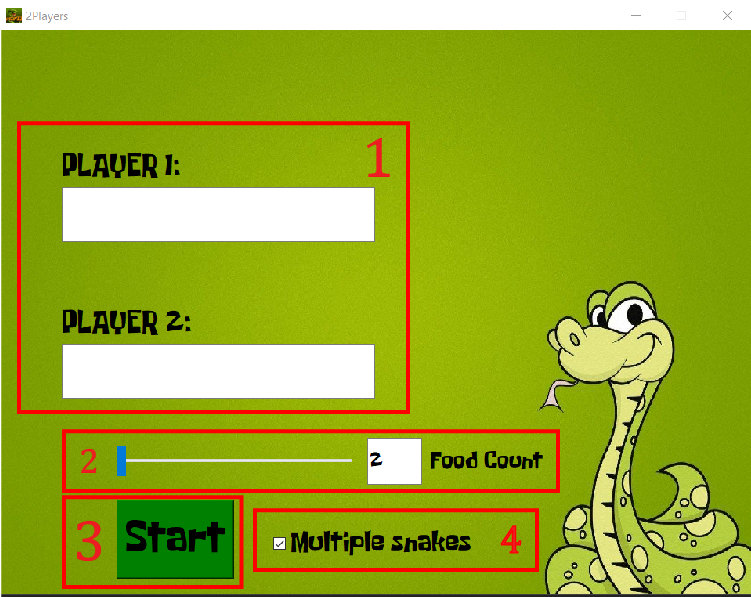 2Players
1
PLAYER 1:
PLAYER 2:
2
2
Food Count
3
Start
Multiple snakes
4